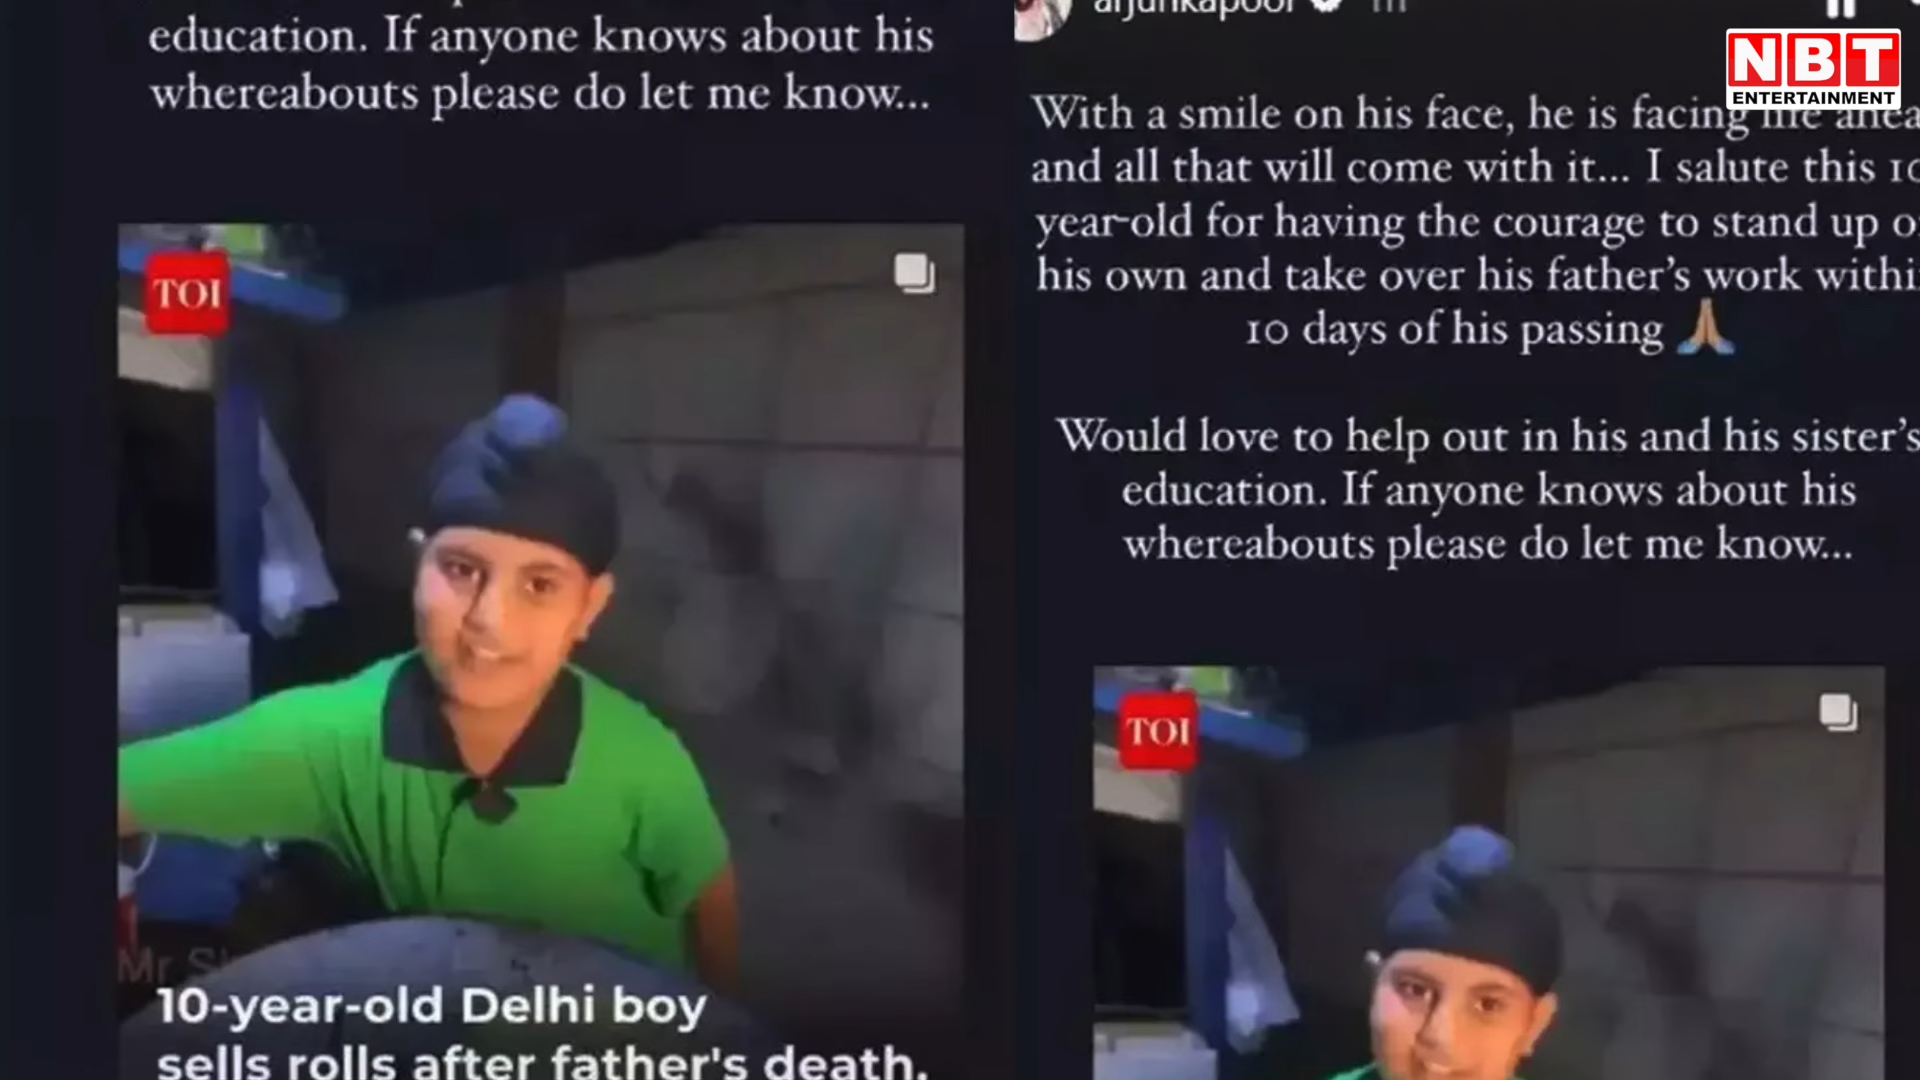 education. If anyone knows about his
whereabouts please do let me know...
TOI
10-year-old Delhi boy
sells rolls after father's death,
arjunkapoor 1m
NBT
ENTERTAINMENT
With a smile on his face, he is facing life
and all that will come with it... I salute this
year-old for having the courage to stand up
his own and take over his father's work
10 days of his passing 🙏🏽
Would love to help out in his and his sister's
education. If anyone knows about his
whereabouts please do let me know...
TOI